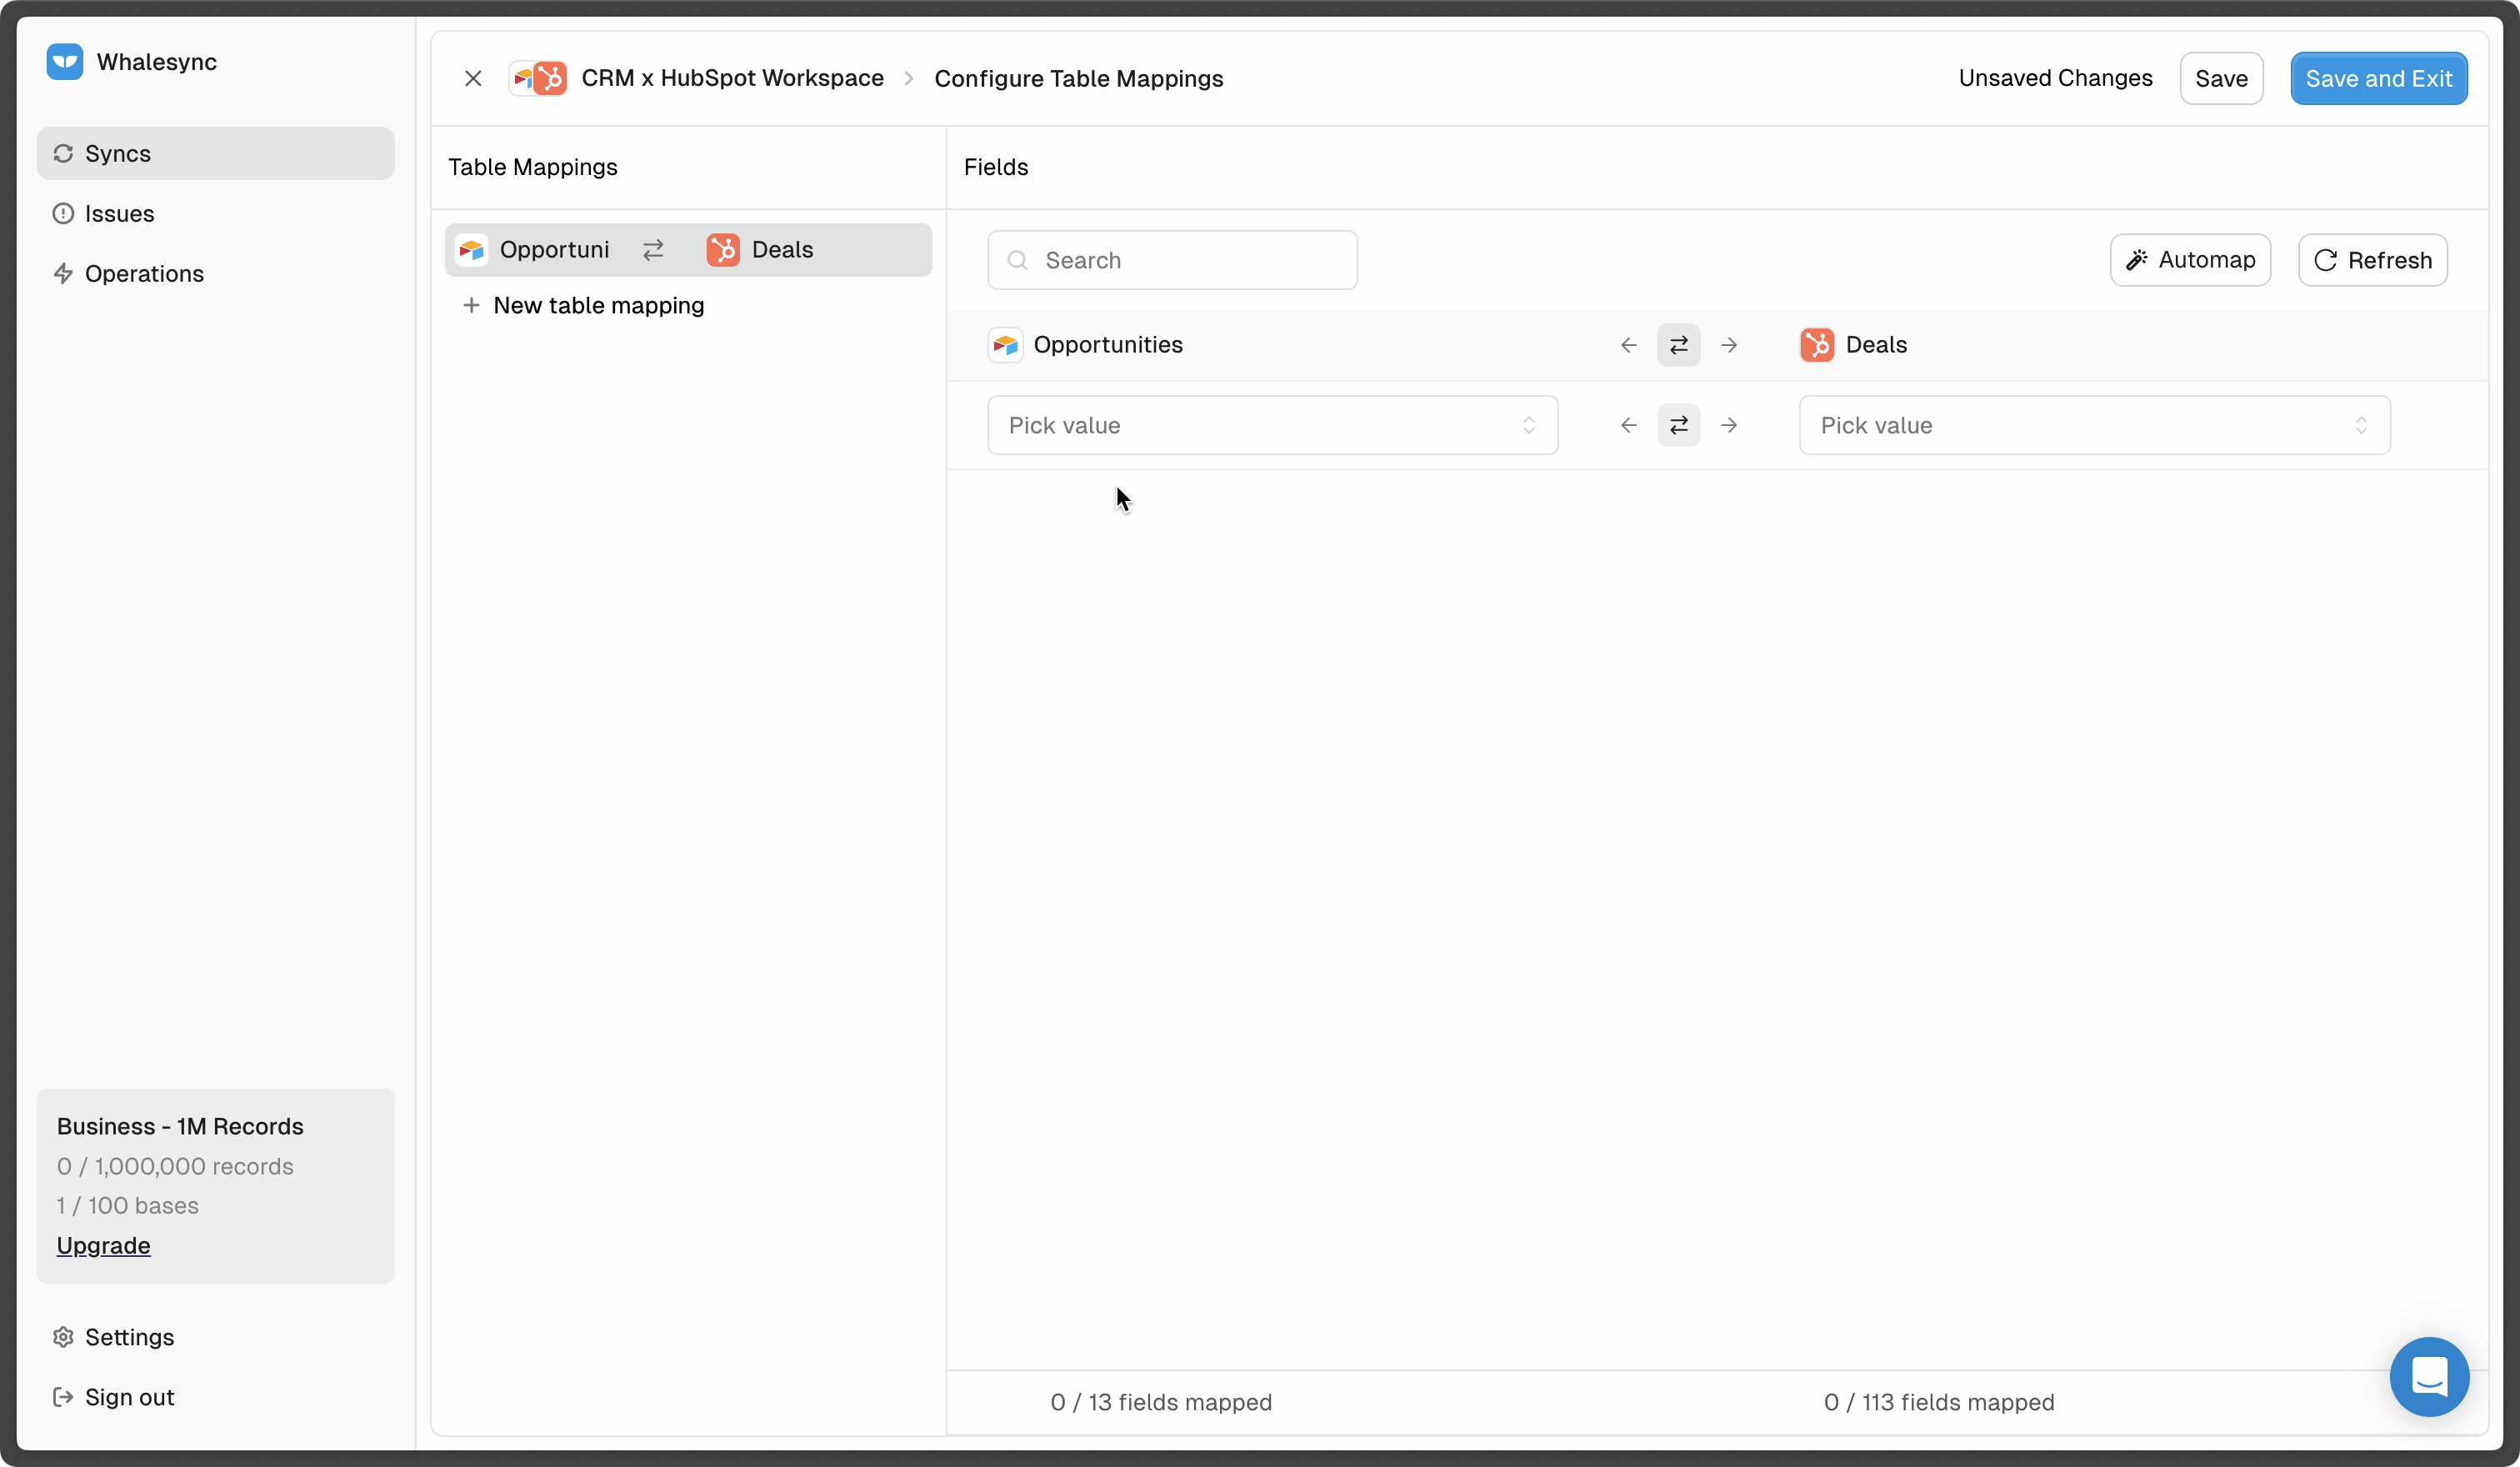 Whalesync
Syncs
Issues
Operations
Business - 1M Records
0 / 1,000,000 records
1 / 100 bases
Upgrade
Settings
Sign out
CRM x HubSpot Workspace
Configure Table Mappings
Unsaved Changes
Save
Save and Exit
Table Mappings
Opportuni
Deals
New table mapping
Fields
Search
Automap
Refresh
Opportunities
Deals
Pick value
Pick value
0 / 13 fields mapped
0 / 113 fields mapped